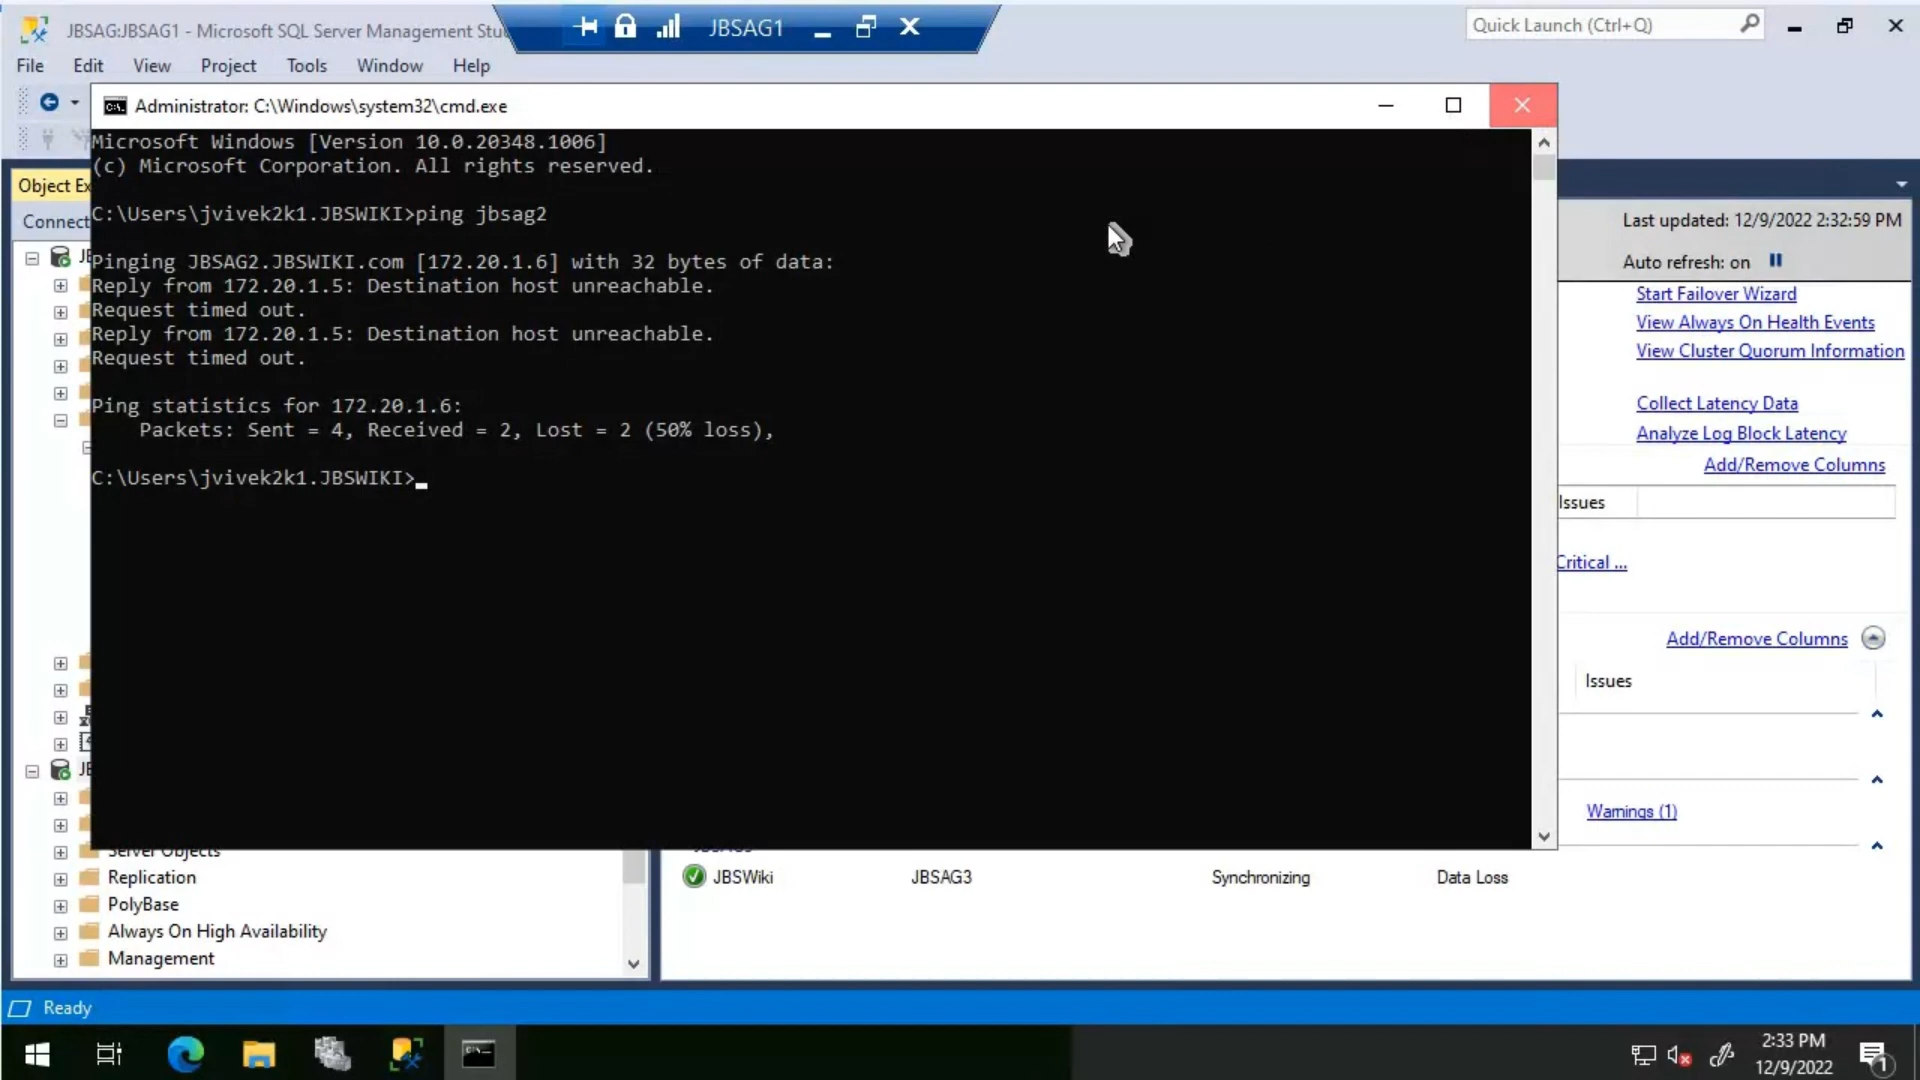 JBSAG:JBSAG1 - Microsoft SQL Server Management Stu
JBSAG1
Quick Launch (Ctrl+Q)
File Edit View Project Tools Window Help
Administrator: C:\Windows\system32\cmd.exe
Microsoft Windows [Version 10.0.20348.1006]
(c) Microsoft Corporation. All rights reserved.
C:\Users\jvivek2k1.JBSWIKI>ping jbsag2
Pinging JBSAG2.JBSWIKI.com [172.20.1.6] with 32 bytes of data:
Reply from 172.20.1.5: Destination host unreachable.
Request timed out.
Reply from 172.20.1.5: Destination host unreachable.
Request timed out.
Ping statistics for 172.20.1.6:
Packets: Sent = 4, Received = 2, Lost = 2 (50% loss),
C:\Users\jvivek2k1.JBSWIKI>
Object Ex
Connect
Last updated: 12/9/2022 2:32:59 PM
Auto refresh: on
Start Failover Wizard
View Always On Health Events
View Cluster Quorum Information
Collect Latency Data
Analyze Log Block Latency
Add/Remove Columns
Issues
Critical ...
Add/Remove Columns
Issues
Warnings (1)
Server Objects
Replication
PolyBase
Always On High Availability
Management
JBSWiki JBSAG3 Synchronizing Data Loss
Ready
2:33 PM
12/9/2022
1